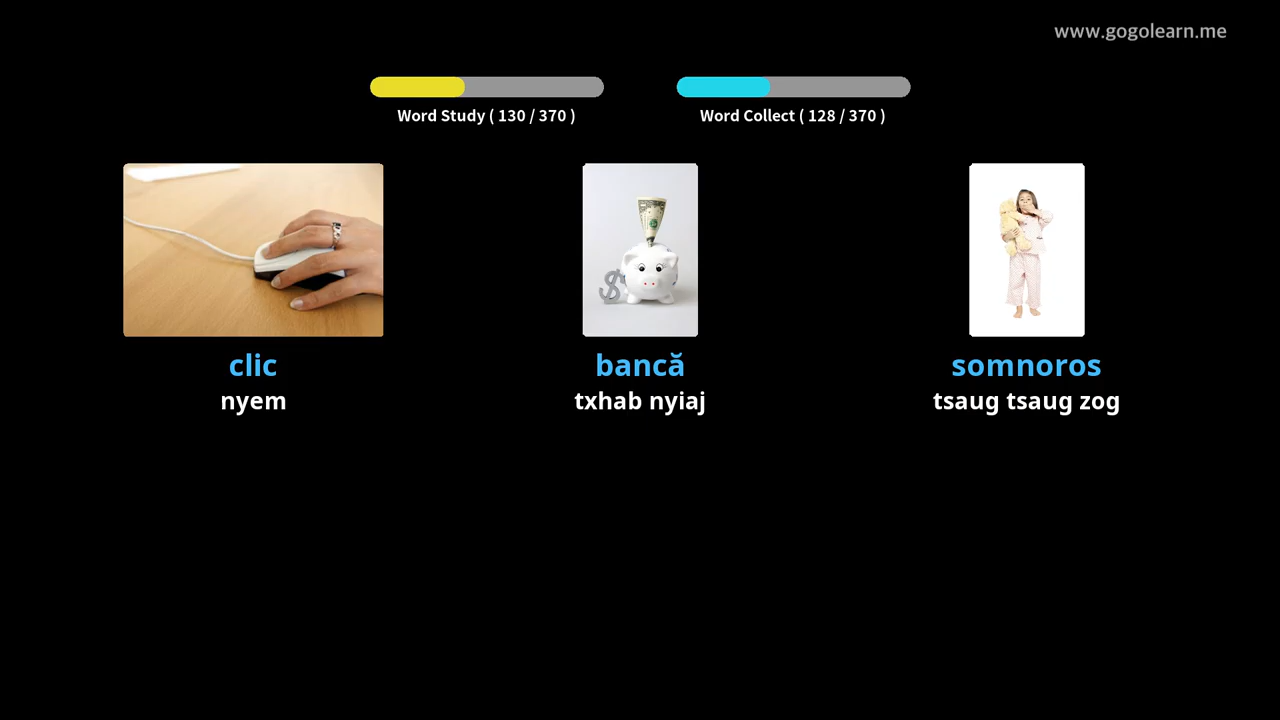 www.gogolearn.me
Word Study ( 130 / 370 )
Word Collect ( 128 / 370 )
clic
nyem
bancă
txhab nyiaj
somnoros
tsaug tsaug zog